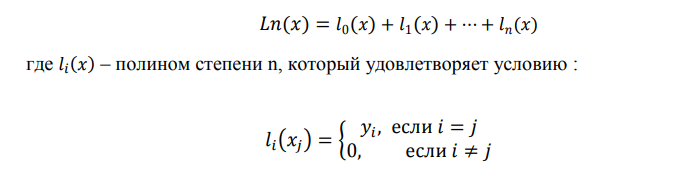 Ln(x) = l₀(x) + l₁(x) + ⋯ + lₙ(x)
где lᵢ(x) – полином степени n, который удовлетворяет условию :
lᵢ(xⱼ) = { yᵢ, если i = j
0, если i ≠ j